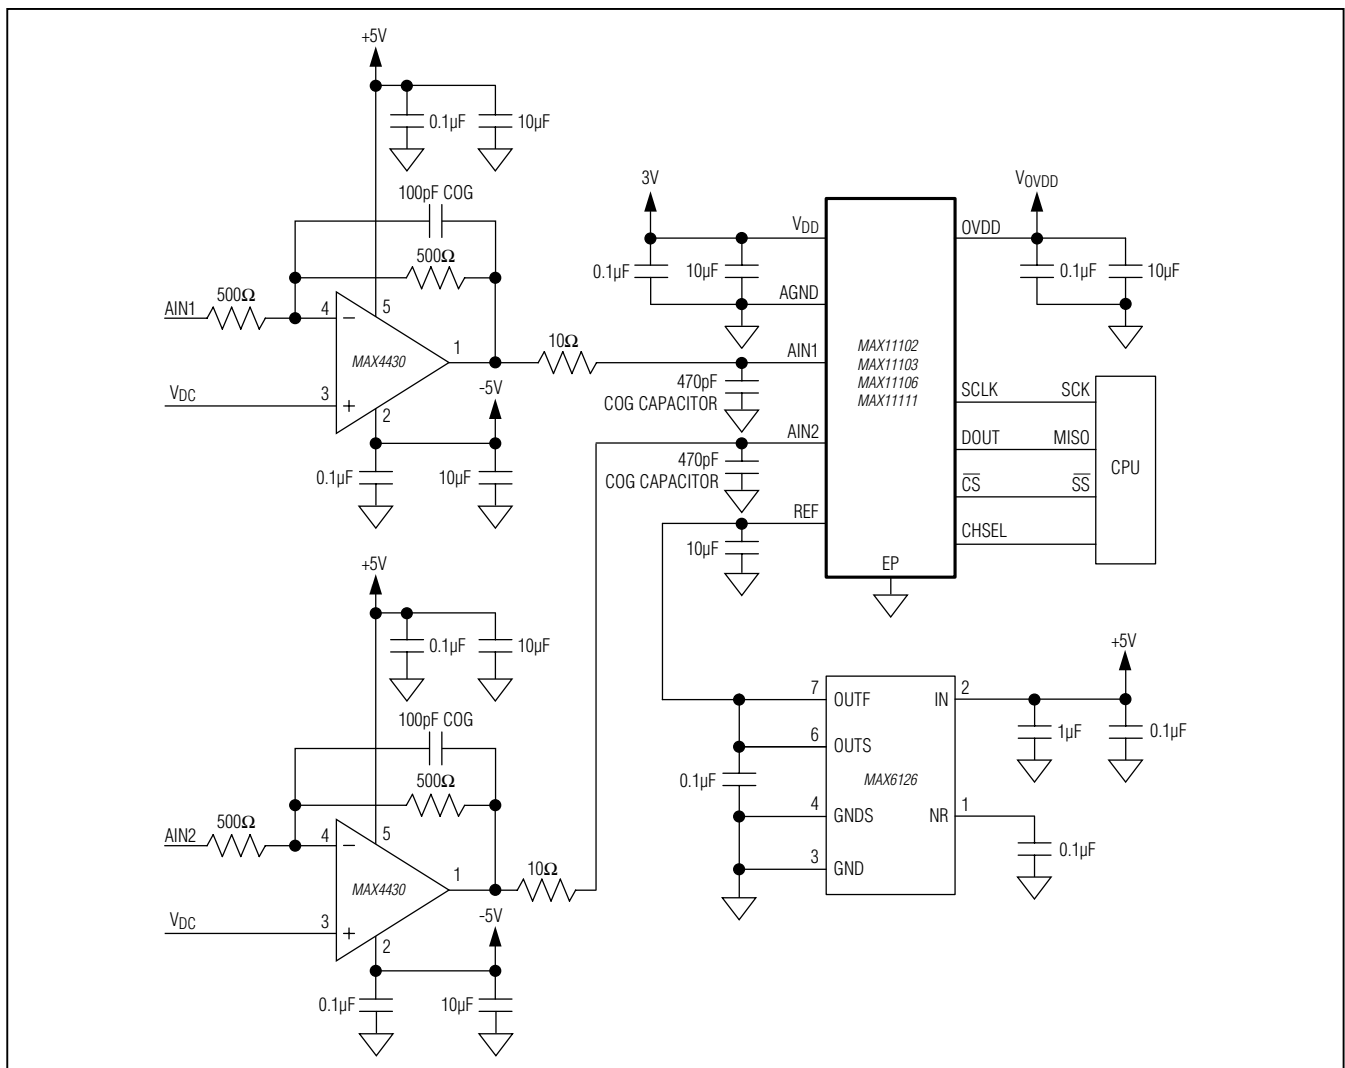 +5V
0.1µF
10µF
100pF COG
500Ω
AIN1
500Ω
4
5
−
MAX4430
1
VDC
3
+
2
-5V
0.1µF
10µF
10Ω
470pF
COG CAPACITOR
470pF
COG CAPACITOR
10µF
3V
0.1µF
10µF
VDD
AGND
AIN1
AIN2
REF
MAX11102
MAX11103
MAX11106
MAX11111
EP
OVDD
VOVDD
0.1µF
10µF
SCLK
SCK
DOUT
MISO
C̅S̅
S̅S̅
CHSEL
CPU
+5V
0.1µF
10µF
100pF COG
500Ω
AIN2
500Ω
4
5
−
MAX4430
1
VDC
3
+
2
-5V
0.1µF
10µF
10Ω
7
OUTF
6
OUTS
0.1µF
4
GNDS
3
GND
MAX6126
IN
2
NR
1
+5V
1µF
0.1µF
0.1µF